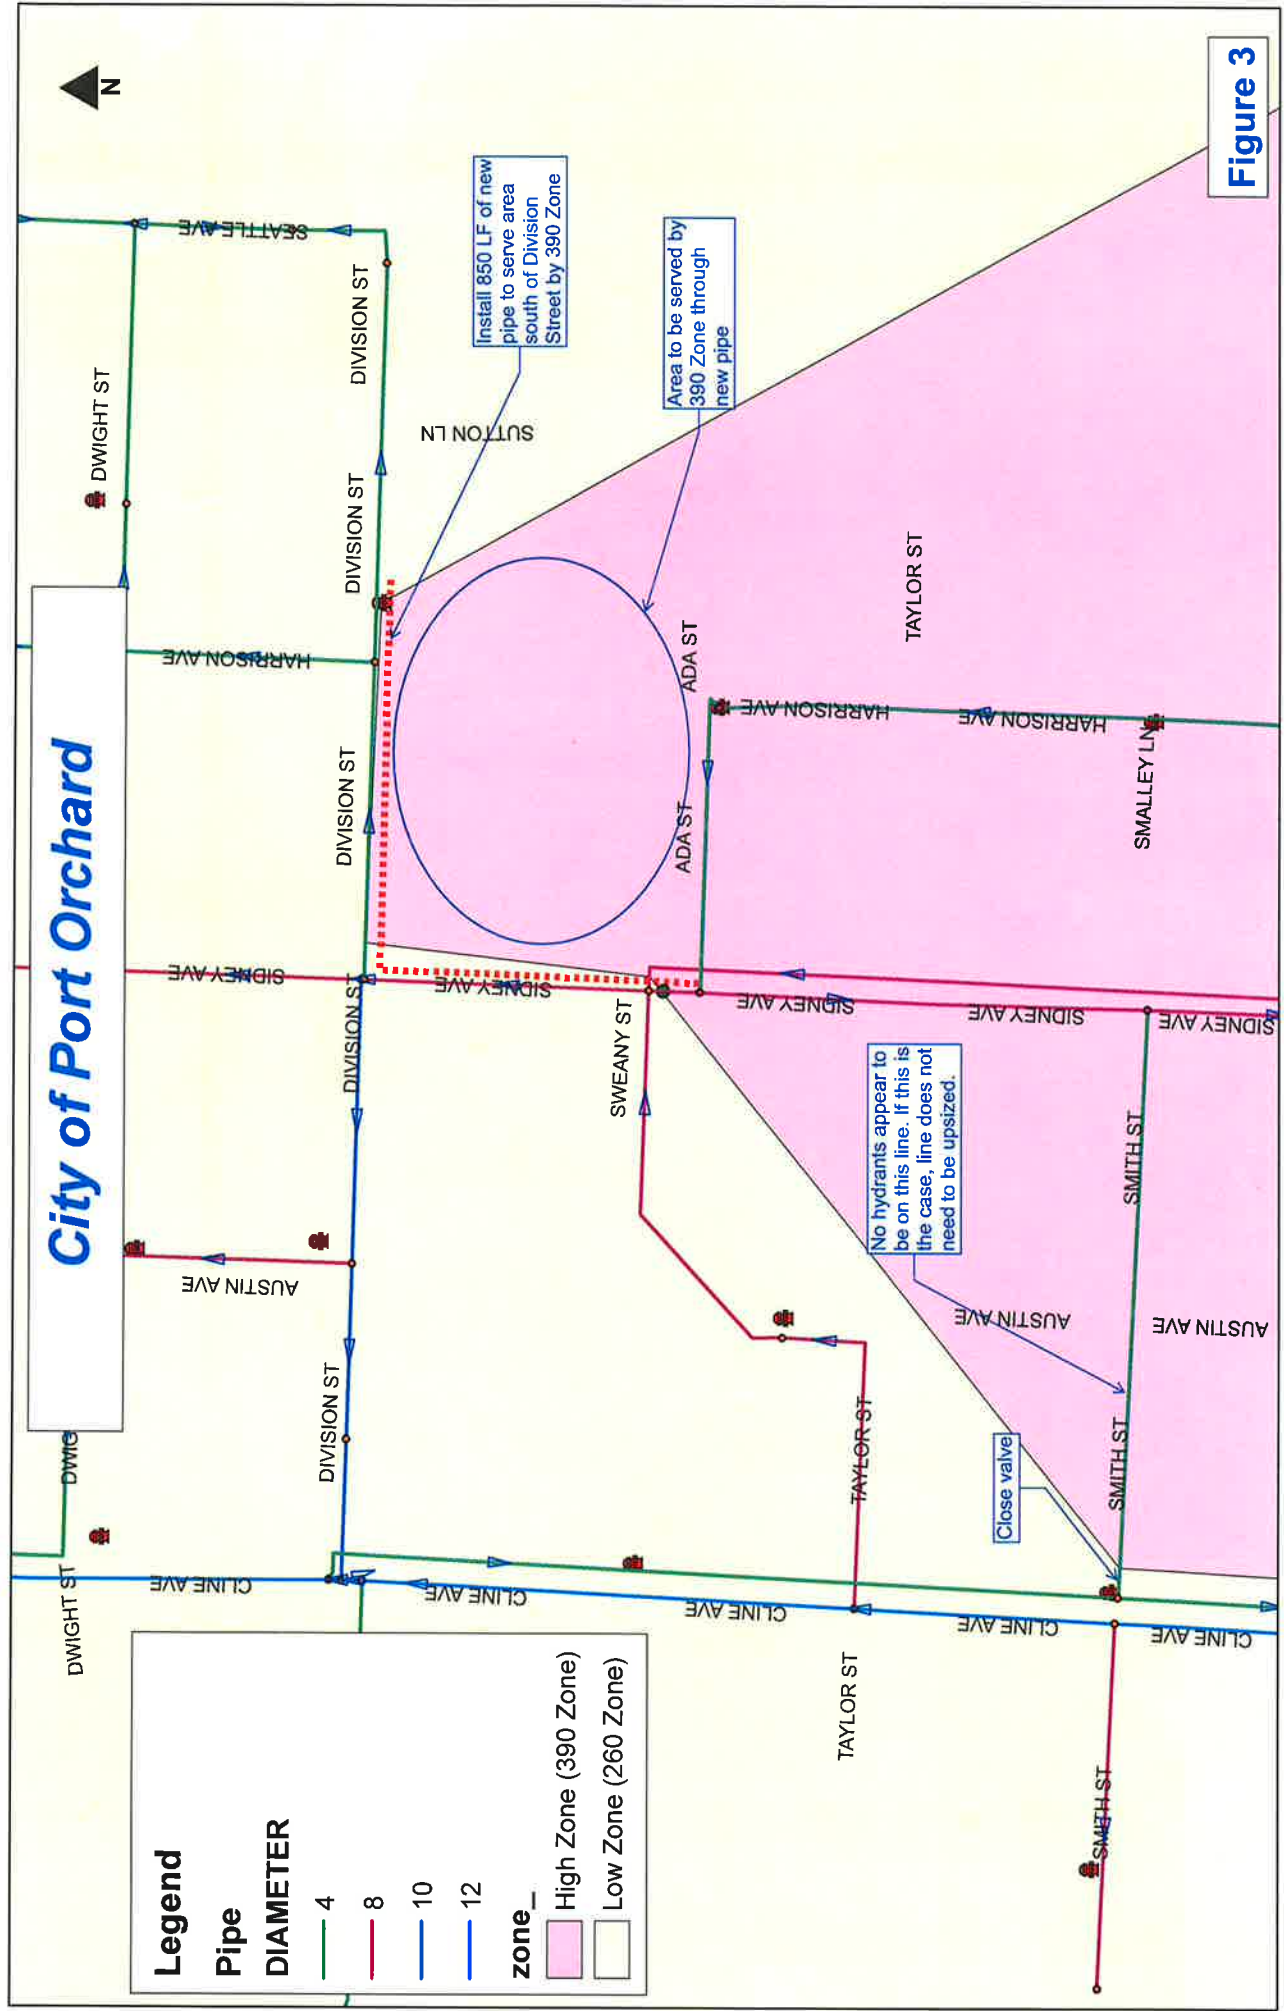 City of Port Orchard
N
DWIGHT ST
DWIG
DWIGHT ST
SEATTLE AVE
HARRISON AVE
SIDNEY AVE
AUSTIN AVE
CLINE AVE
DIVISION ST
DIVISION ST
DIVISION ST
DIVISION ST
DIVISION ST
SUTTON LN
Install 850 LF of new
pipe to serve area
south of Division
Street by 390 Zone
Area to be served by
390 Zone through
new pipe
SIDNEY AVE
CLINE AVE
SWEANY ST
ADA ST
ADA ST
CLINE AVE
HARRISON AVE
SIDNEY AVE
TAYLOR ST
TAYLOR ST
TAYLOR ST
No hydrants appear to
be on this line. If this is
the case, line does not
need to be upsized.
HARRISON AVE
SIDNEY AVE
AUSTIN AVE
CLINE AVE
Close valve
SMALLEY LN
SMITH ST
SMITH ST
SMITH ST
SIDNEY AVE
AUSTIN AVE
CLINE AVE
SIDNEY
Legend
Pipe
DIAMETER
4
8
10
12
zone_
High Zone (390 Zone)
Low Zone (260 Zone)
Figure 3